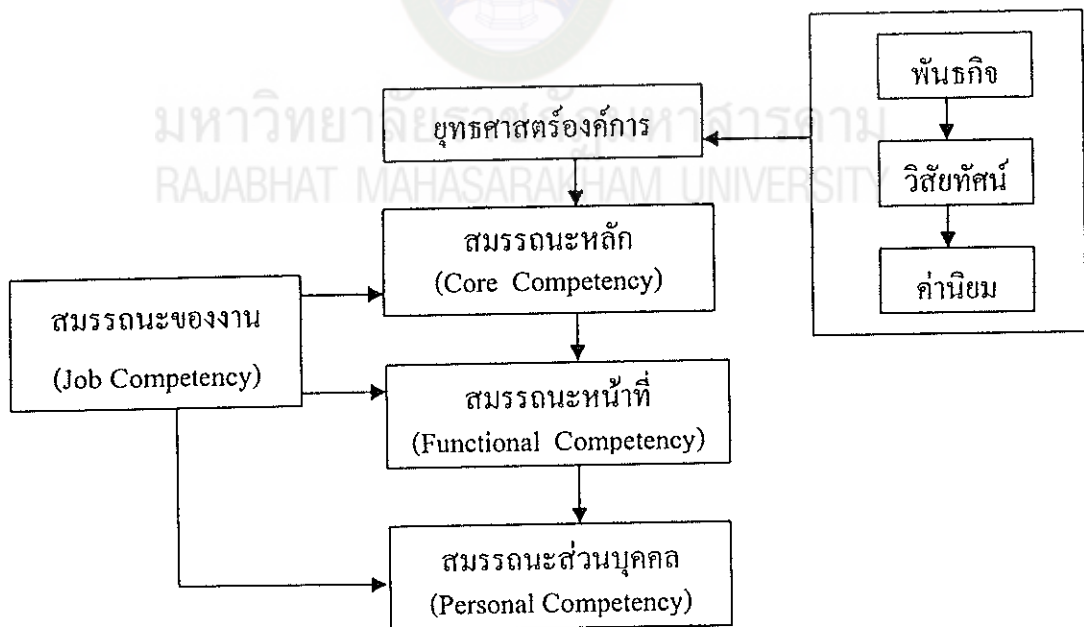 พันธกิจ
มหาวิทยาลัยราชภัฏมหาสารคาม
ยุทธศาสตร์องค์การ
วิสัยทัศน์
RAJABHAT MAHASARAKHAM UNIVERSITY
สมรรถนะหลัก
(Core Competency)
ค่านิยม
สมรรถนะของงาน
(Job Competency)
สมรรถนะหน้าที่
(Functional Competency)
สมรรถนะส่วนบุคคล
(Personal Competency)